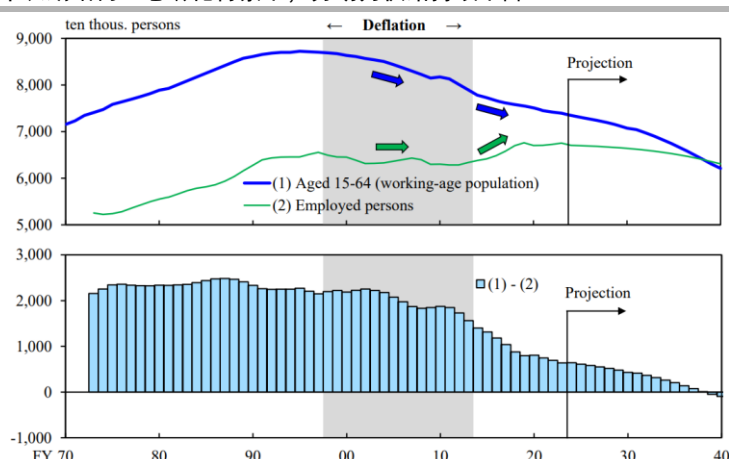 ten thous. persons
← Deflation →
9,000
Projection
8,000
7,000
6,000
(1) Aged 15-64 (working-age population)
(2) Employed persons
5,000
3,000
(1) - (2)
Projection
2,000
1,000
0
-1,000
FY 70 80 90 00 10 20 30 40